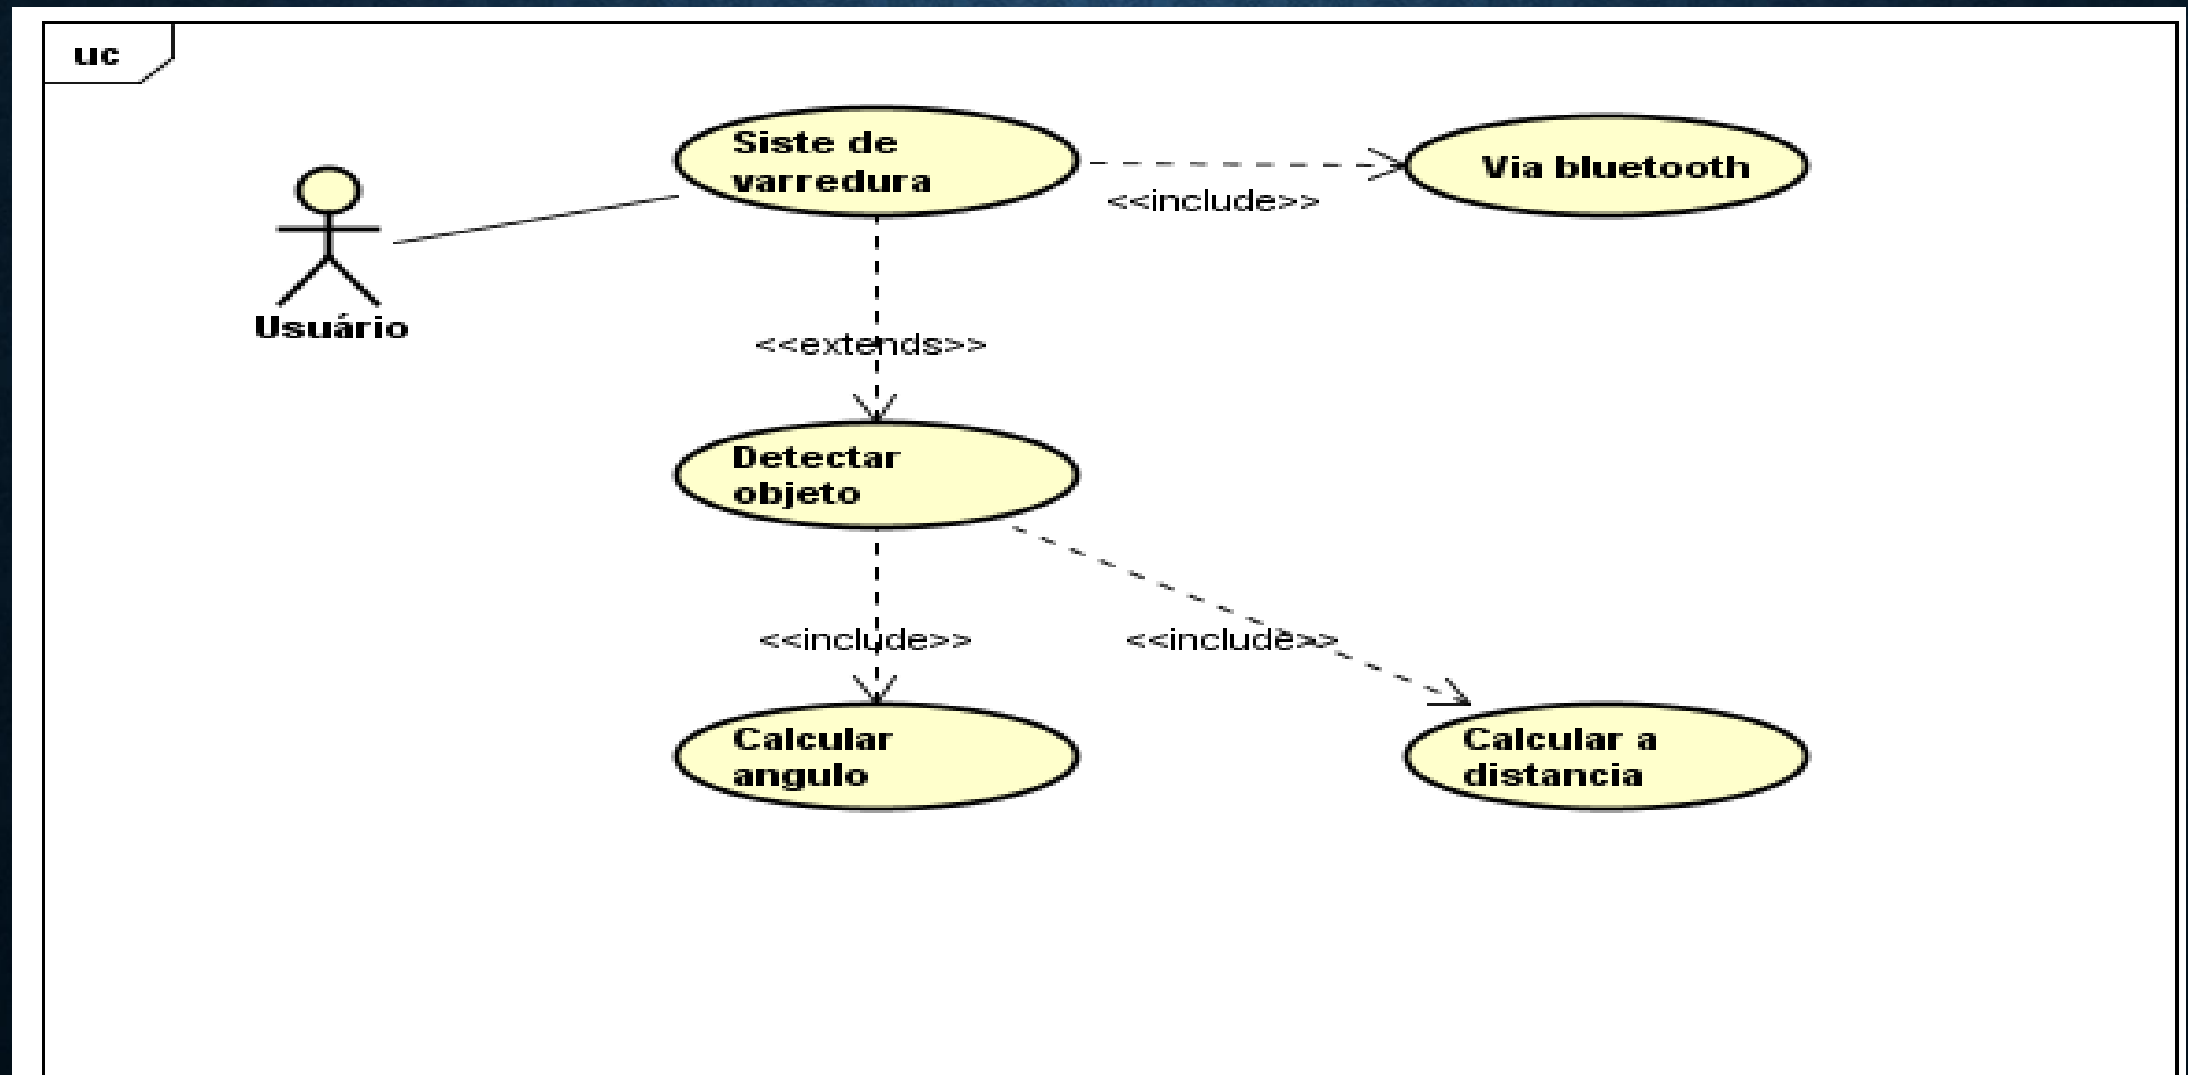 uc
Siste de
varredura
Via bluetooth
<<include>>
Usuário
<<extends>>
Detectar
objeto
<<include>>
<<include>>
Calcular
angulo
Calcular a
distancia